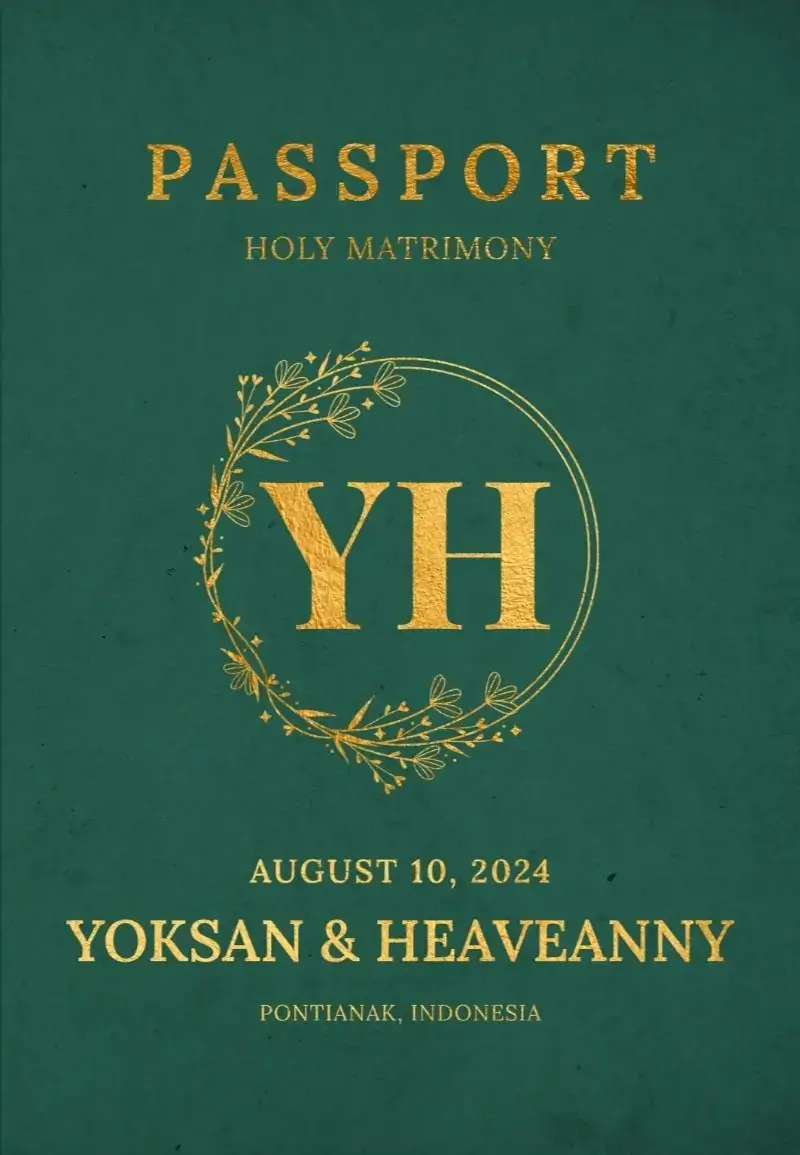 PASSPORT
HOLY MATRIMONY
YH
AUGUST 10, 2024
YOKSAN & HEAVEANNY
PONTIANAK, INDONESIA